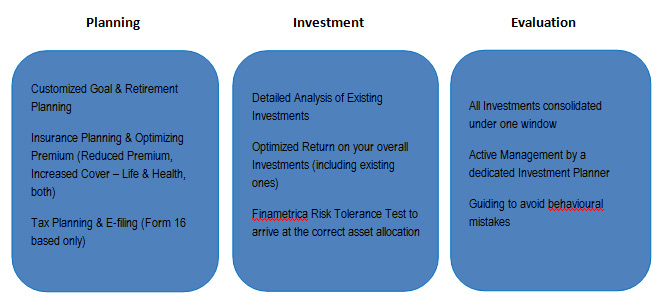 Planning
Customized Goal & Retirement
Planning
Insurance Planning & Optimizing
Premium (Reduced Premium,
Increased Cover – Life & Health,
both)
Tax Planning & E-filing (Form 16
based only)
Investment
Detailed Analysis of Existing
Investments
Optimized Return on your overall
Investments (including existing
ones)
Finametrica Risk Tolerance Test to
arrive at the correct asset allocation
Evaluation
All Investments consolidated
under one window
Active Management by a
dedicated Investment Planner
Guiding to avoid behavioural
mistakes